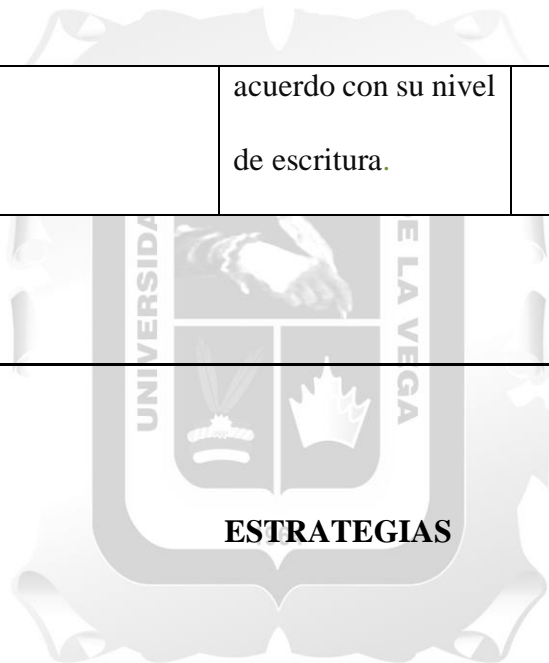 acuerdo con su nivel
de escritura.
UNIVERSIDA
E LA VEGA
ESTRATEGIAS